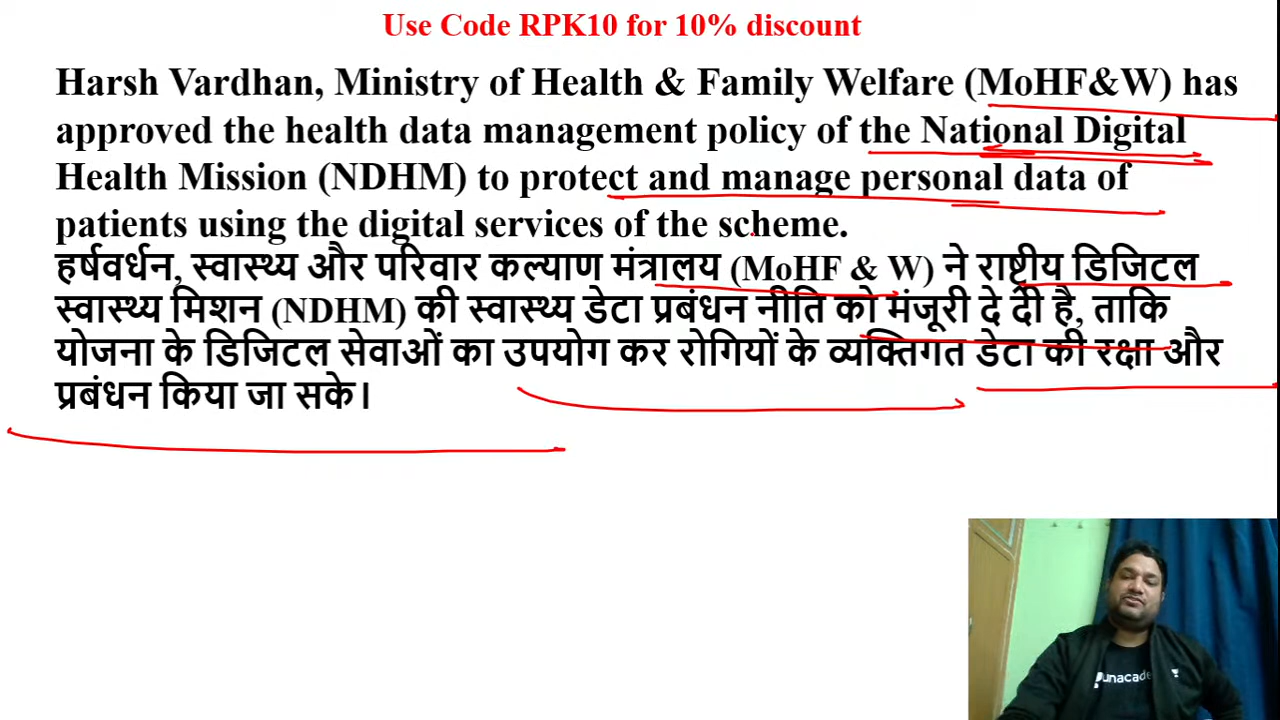 Use Code RPK10 for 10% discount
Harsh Vardhan, Ministry of Health & Family Welfare (MoHF&W) has
approved the health data management policy of the National Digital
Health Mission (NDHM) to protect and manage personal data of
patients using the digital services of the scheme.
हर्षवर्धन, स्वास्थ्य और परिवार कल्याण मंत्रालय (MoHF & W) ने राष्ट्रीय डिजिटल
स्वास्थ्य मिशन (NDHM) की स्वास्थ्य डेटा प्रबंधन नीति को मंजूरी दे दी है, ताकि
योजना के डिजिटल सेवाओं का उपयोग कर रोगियों के व्यक्तिगत डेटा की रक्षा और
प्रबंधन किया जा सके।